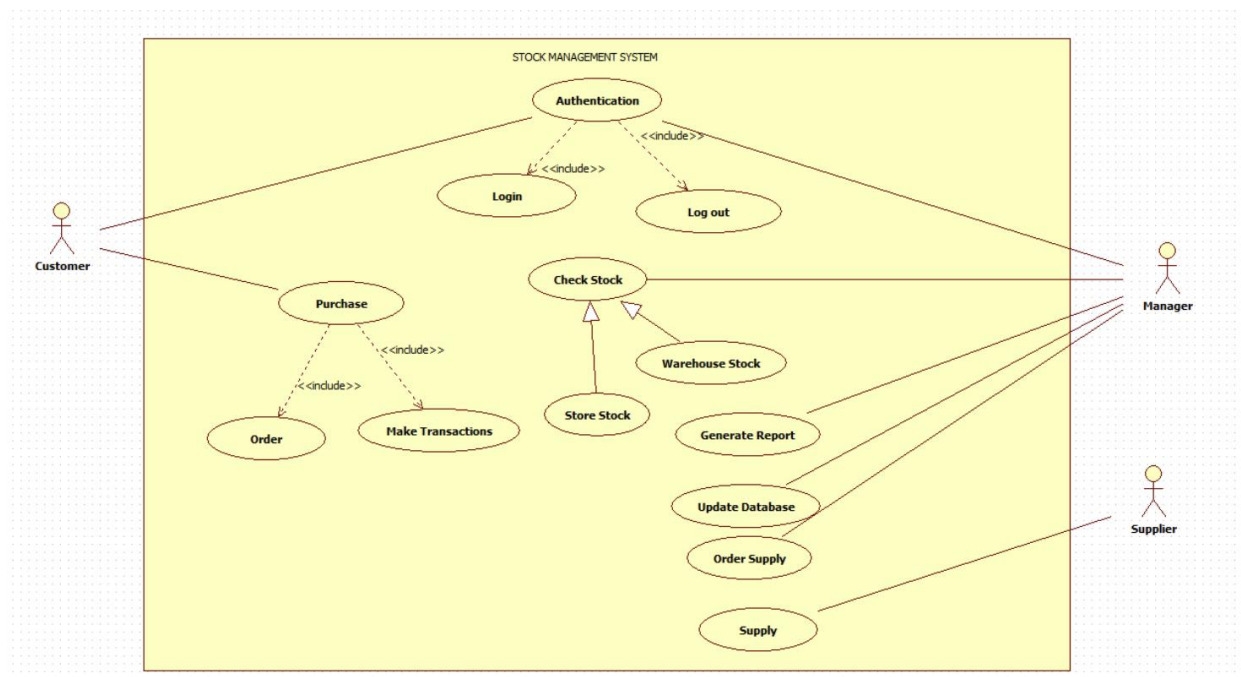 STOCK MANAGEMENT SYSTEM
Authentication
<<include>>
<<include>>
Login
Log out
Customer
Check Stock
Manager
Purchase
<<include>>
Warehouse Stock
<<include>>
Store Stock
Order
Make Transactions
Generate Report
Update Database
Supplier
Order Supply
Supply